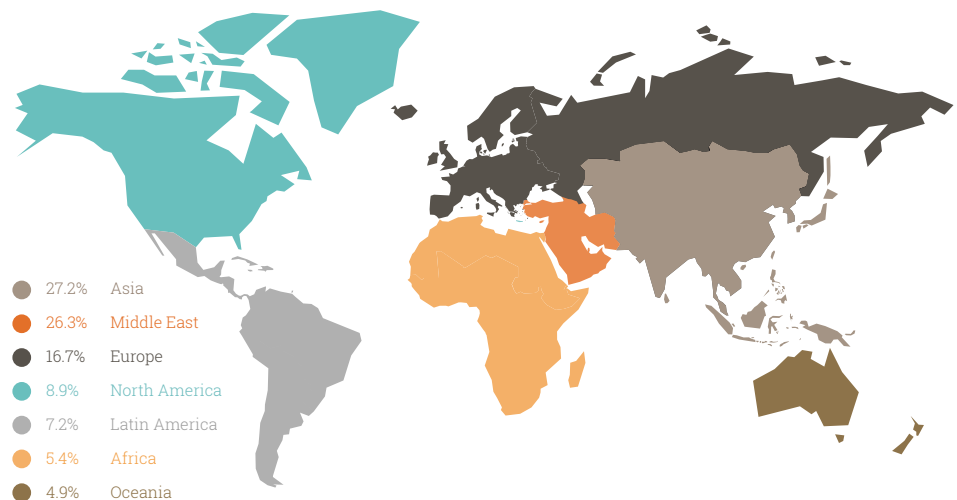 27.2% Asia
26.3% Middle East
16.7% Europe
8.9% North America
7.2% Latin America
5.4% Africa
4.9% Oceania